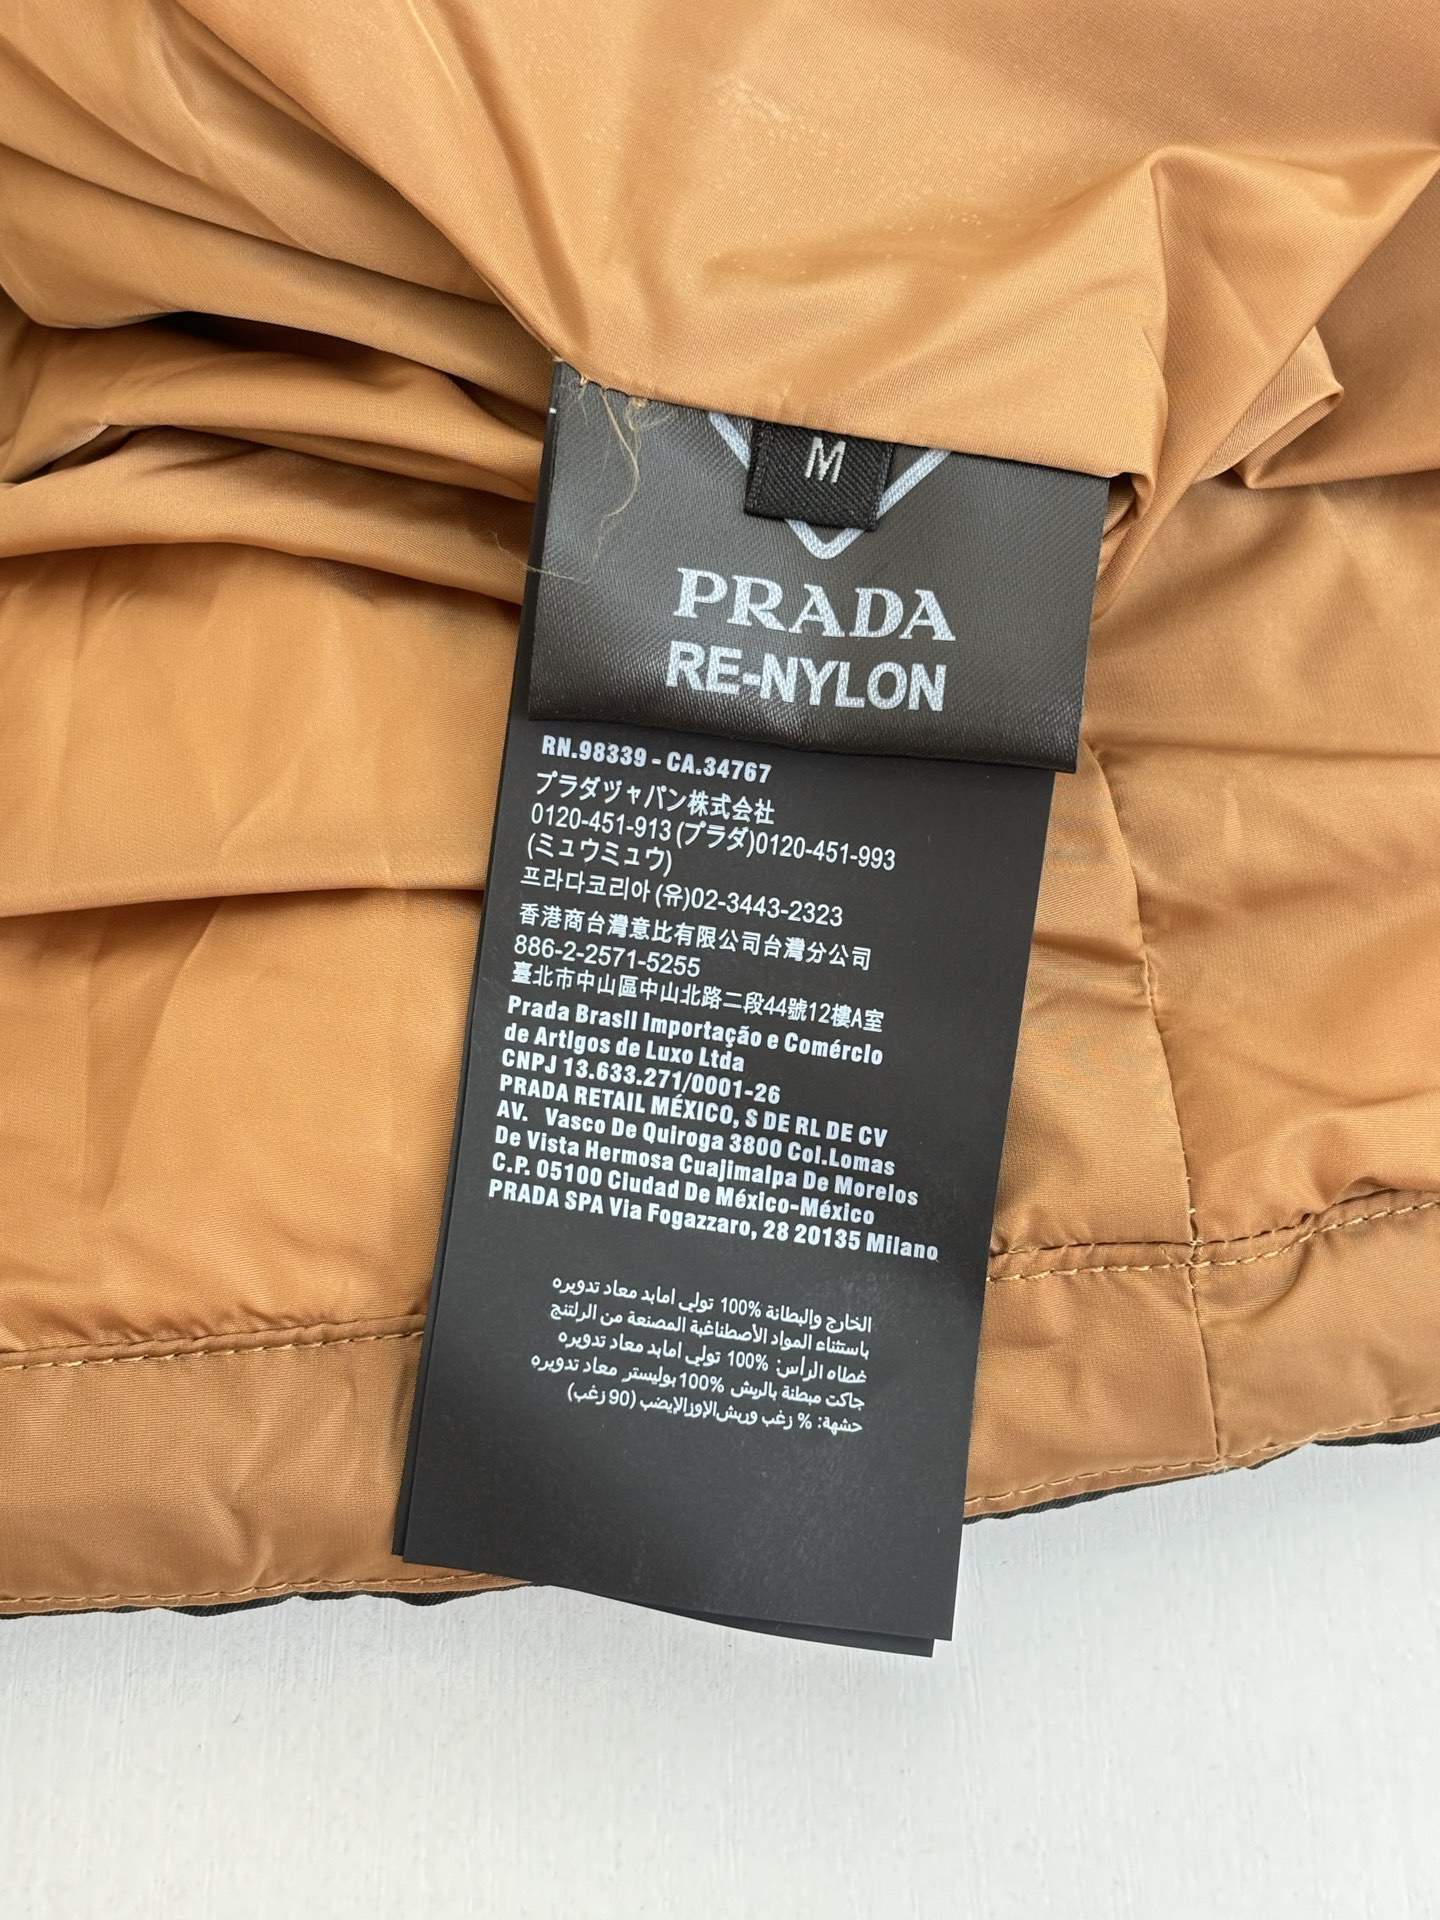 M
PRADA
RE-NYLON
RN.98339 - CA.34767
プラダヅャパン株式会社
0120-451-913 (プラダ)0120-451-993
(ミュウミュウ)
프라다코리아 (유)02-3443-2323
香港商台灣意比有限公司台灣分公司
886-2-2571-5255
臺北市中山區中山北路二段44號12樓A室
Prada Brasil Importação e Comércio
de Artigos de Luxo Ltda
CNPJ 13.633.271/0001-26
PRADA RETAIL MÉXICO, S DE RL DE CV
AV. Vasco De Quiroga 3800 Col.Lomas
De Vista Hermosa Cuajimalpa De Morelos
C.P. 05100 Ciudad De México-México
PRADA SPA Via Fogazzaro, 28 20135 Milano
الخارج والبطانة %100 تولي امابد معاد تدويره
باستثناء المواد الأصطناغبة المصنعة من الرلتنج
غطاه الرأس: %100 تولي امابد معاد تدويره
جاكت مبطنة بالريش %100 بوليستر معاد تدويره
حشهة: % زغب وريش الإوز الإيضب (90 زغب)